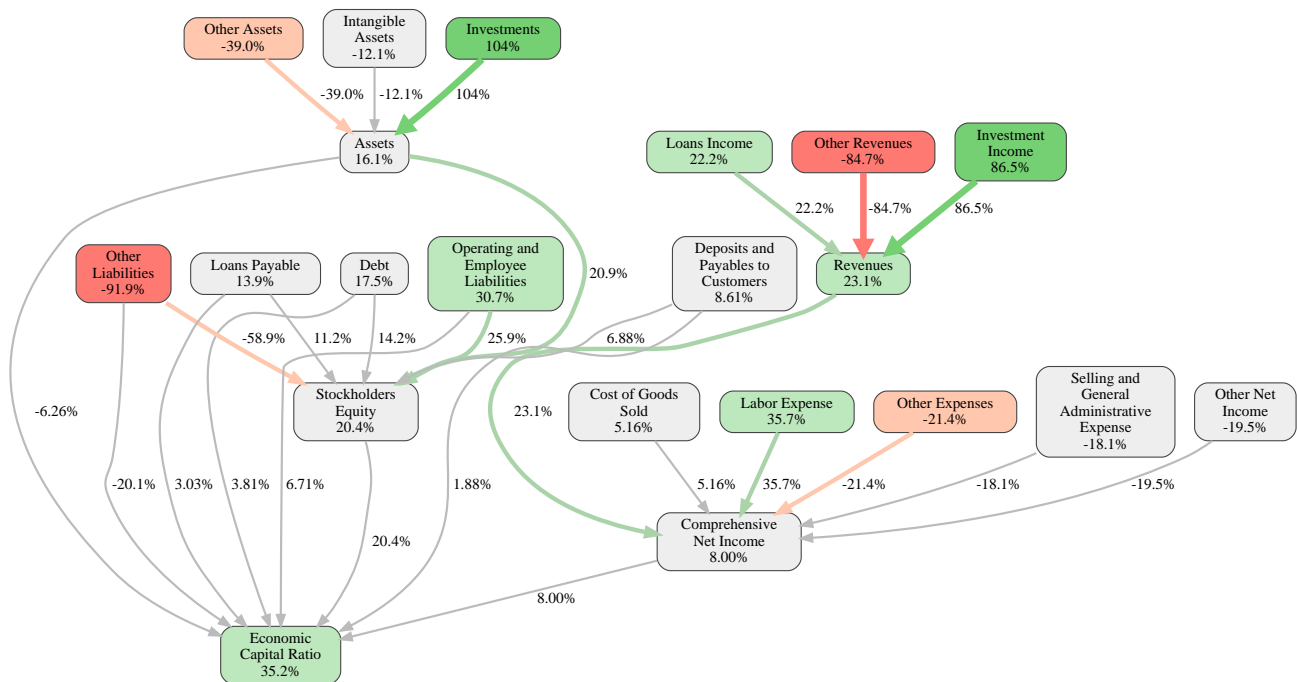 Other Assets
-39.0%
Intangible
Assets
-12.1%
Investments
104%
-39.0%
-12.1%
104%
Assets
16.1%
Loans Income
22.2%
Other Revenues
-84.7%
Investment
Income
86.5%
22.2%
-84.7%
86.5%
Other
Liabilities
-91.9%
Loans Payable
13.9%
Debt
17.5%
Operating and
Employee
Liabilities
30.7%
20.9%
Deposits and
Payables to
Customers
8.61%
Revenues
23.1%
-58.9%
11.2%
14.2%
25.9%
6.88%
Stockholders
Equity
20.4%
-6.26%
23.1%
Cost of Goods
Sold
5.16%
Labor Expense
35.7%
Other Expenses
-21.4%
Selling and
General
Administrative
Expense
-18.1%
Other Net
Income
-19.5%
-20.1%
3.03%
3.81%
6.71%
1.88%
5.16%
35.7%
-21.4%
-18.1%
-19.5%
20.4%
Comprehensive
Net Income
8.00%
8.00%
Economic
Capital Ratio
35.2%